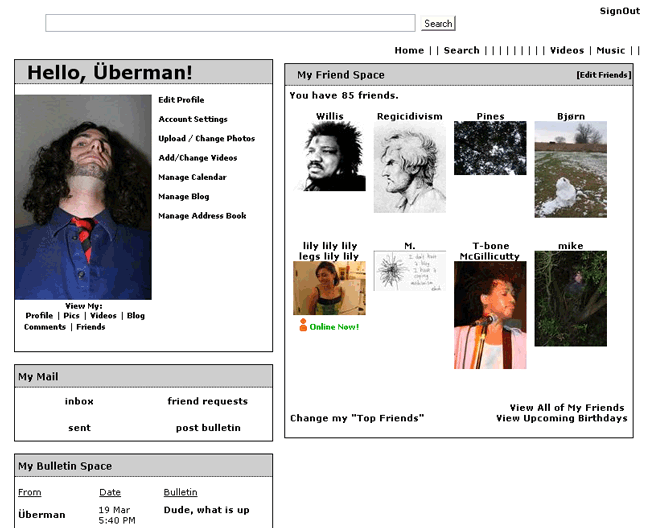 SignOut
Search
Home | | Search | | | | | | | | | Videos | Music | |
Hello, Überman!
Edit Profile
Account Settings
Upload / Change Photos
Add/Change Videos
Manage Calendar
Manage Blog
Manage Address Book
View My:
Profile | Pics | Videos | Blog
Comments | Friends
My Mail
inbox friend requests
sent post bulletin
My Bulletin Space
From Date Bulletin
Überman 19 Mar 5:40 PM Dude, what is up
My Friend Space [Edit Friends]
You have 85 friends.
Willis Regicidivism Pines Bjørn
lily lily lily legs lily lily M. T-bone McGillicutty mike
I don't have
a blog
I have a
coping
mechanism
Online Now!
Change my "Top Friends"
View All of My Friends
View Upcoming Birthdays